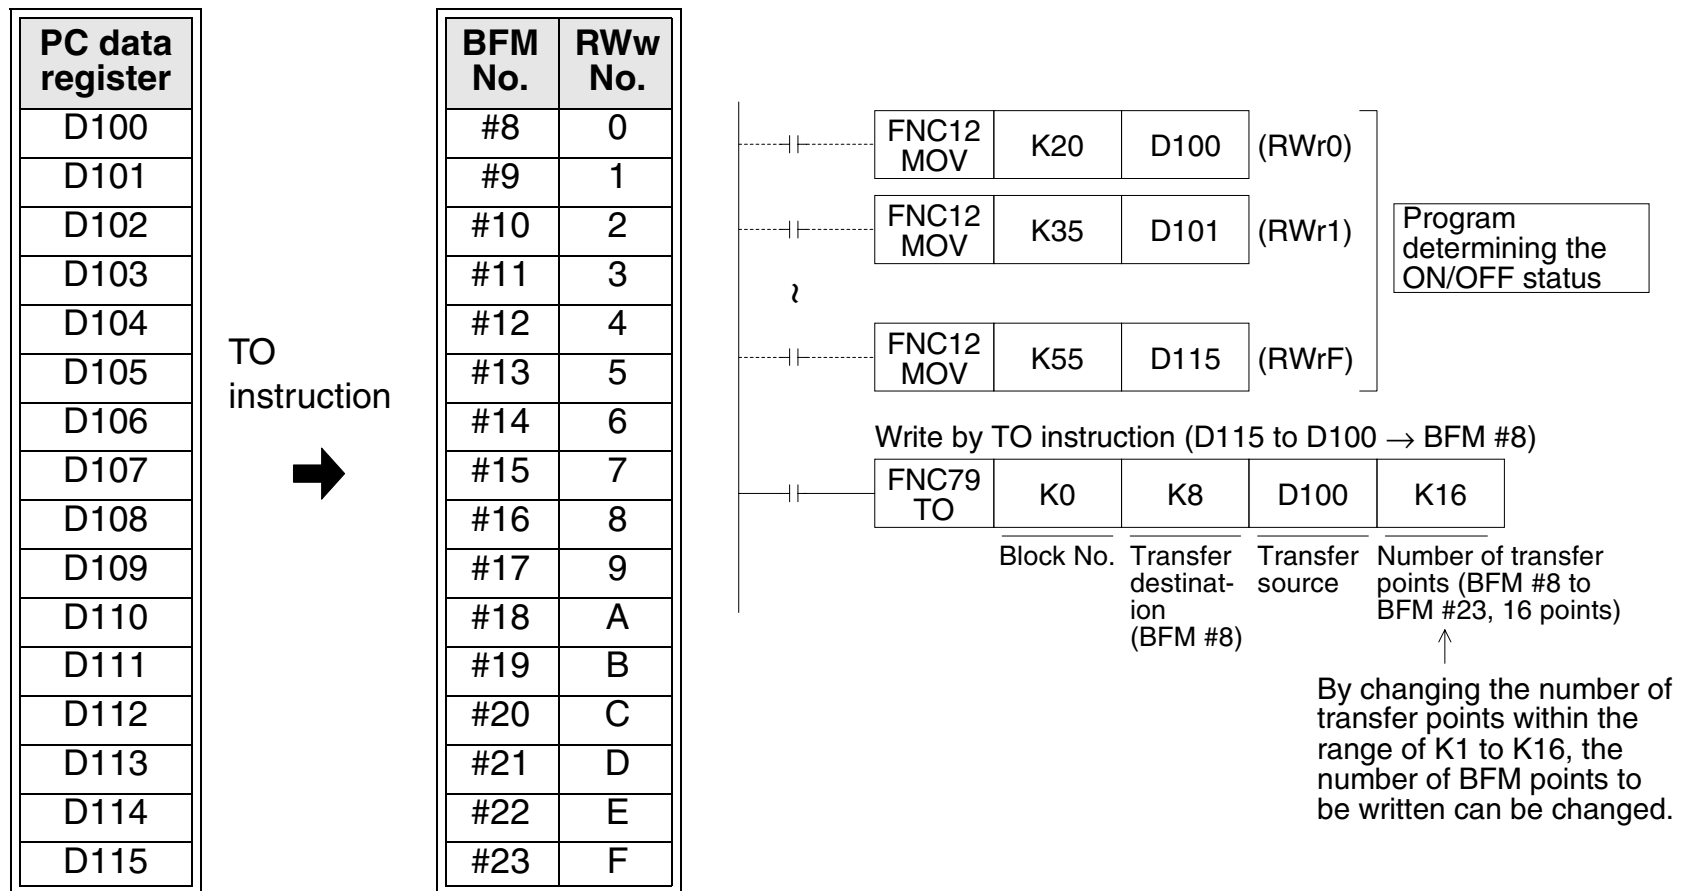 PC data
register
D100
D101
D102
D103
D104
D105
D106
D107
D108
D109
D110
D111
D112
D113
D114
D115
TO
instruction
BFM No. RWw No.
#8 0
#9 1
#10 2
#11 3
#12 4
#13 5
#14 6
#15 7
#16 8
#17 9
#18 A
#19 B
#20 C
#21 D
#22 E
#23 F
FNC12
MOV K20 D100 (RWr0)
FNC12
MOV K35 D101 (RWr1)
~
FNC12
MOV K55 D115 (RWrF)
Program
determining the
ON/OFF status
Write by TO instruction (D115 to D100 → BFM #8)
FNC79
TO K0 K8 D100 K16
Block No.
Transfer
destinat-
ion
(BFM #8)
Transfer
source
Number of transfer
points (BFM #8 to
BFM #23, 16 points)
By changing the number of
transfer points within the
range of K1 to K16, the
number of BFM points to
be written can be changed.